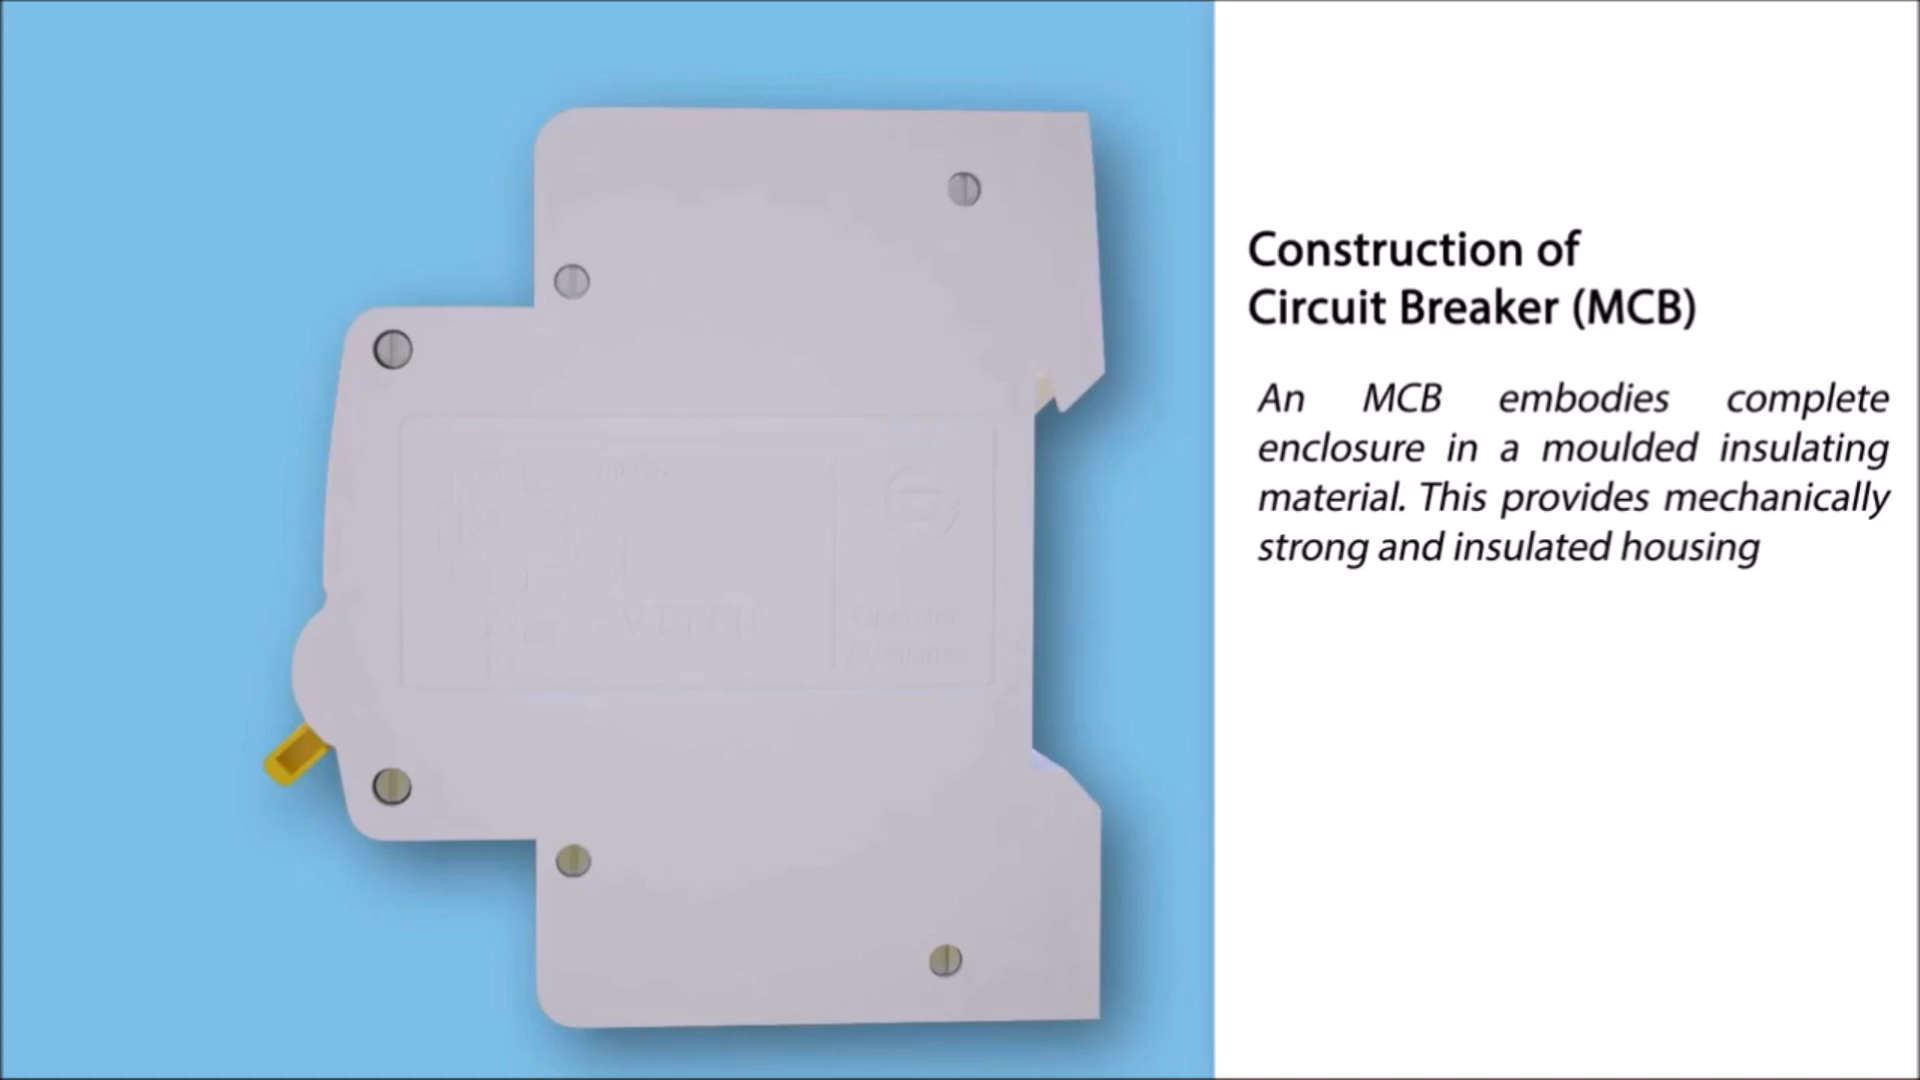 Construction of
Circuit Breaker (MCB)
An MCB embodies complete
enclosure in a moulded insulating
material. This provides mechanically
strong and insulated housing